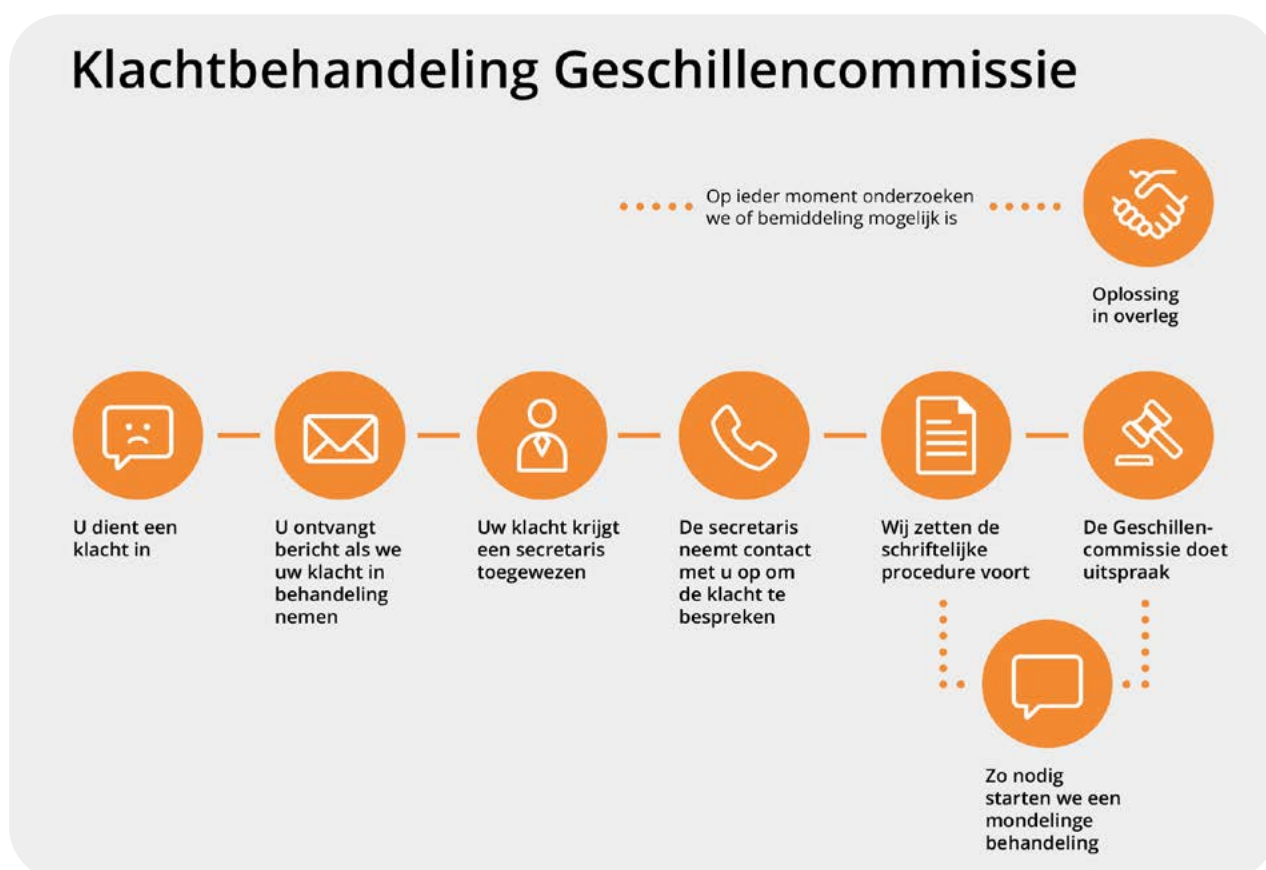 Klachtbehandeling Geschillencommissie
Op ieder moment onderzoeken
we of bemiddeling mogelijk is
Oplossing
in overleg
U dient een
klacht in
U ontvangt
bericht als we
uw klacht in
behandeling
nemen
Uw klacht krijgt
een secretaris
toegewezen
De secretaris
neemt contact
met u op om
de klacht te
bespreken
Wij zetten de
schriftelijke
procedure voort
De Geschillen-
commissie doet
uitspraak
Zo nodig
starten we een
mondelinge
behandeling